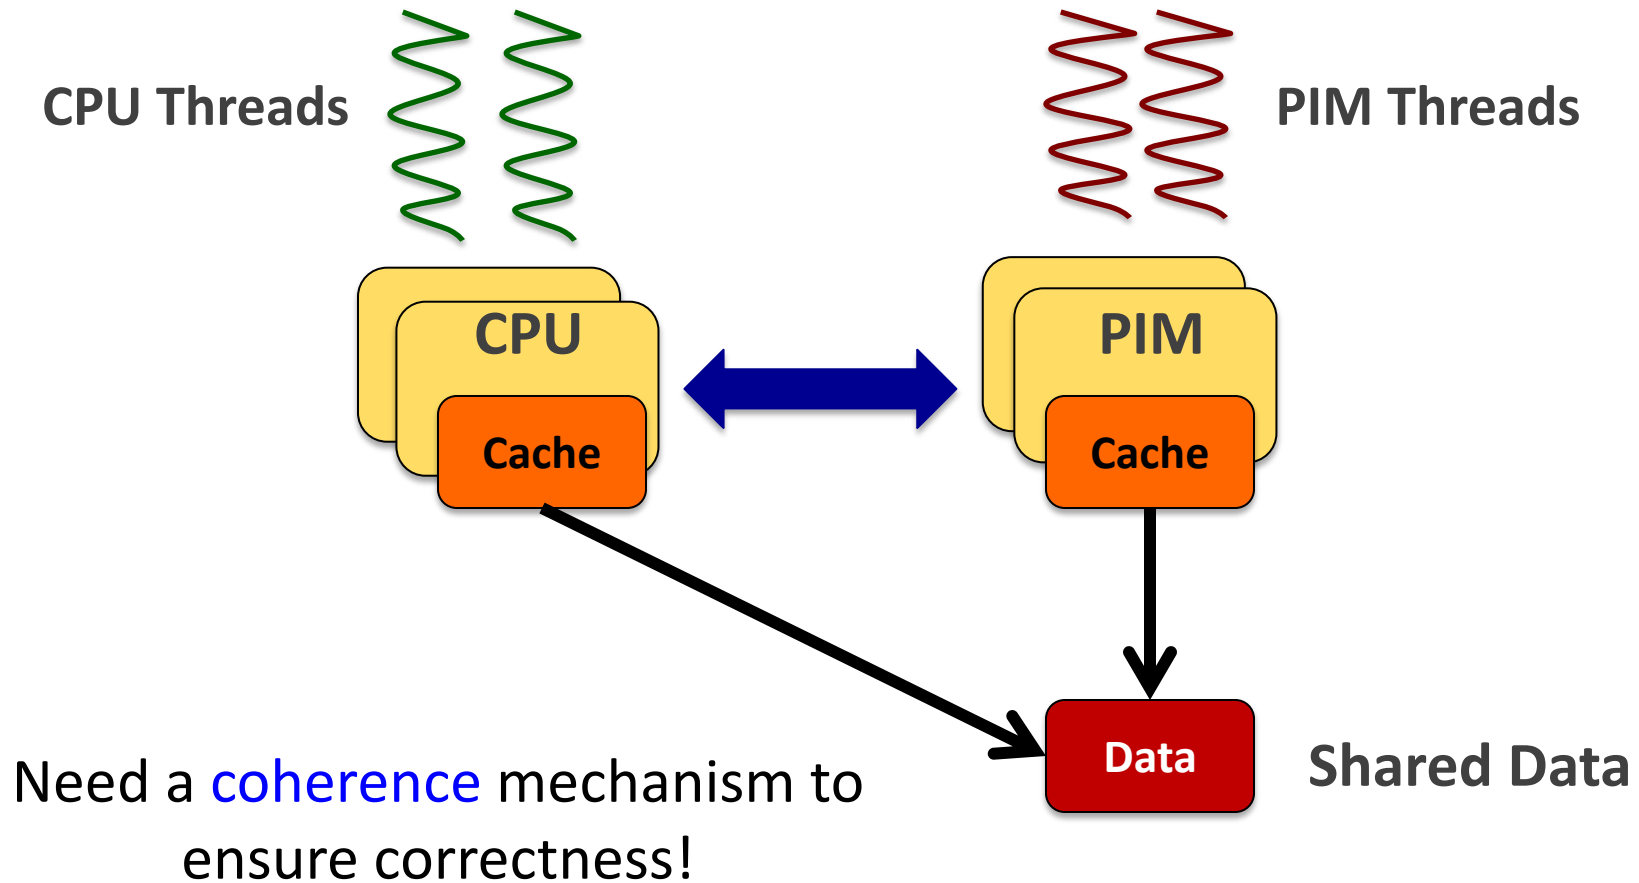 CPU Threads
PIM Threads
CPU
PIM
Cache
Cache
Data
Shared Data
Need a coherence mechanism to
ensure correctness!